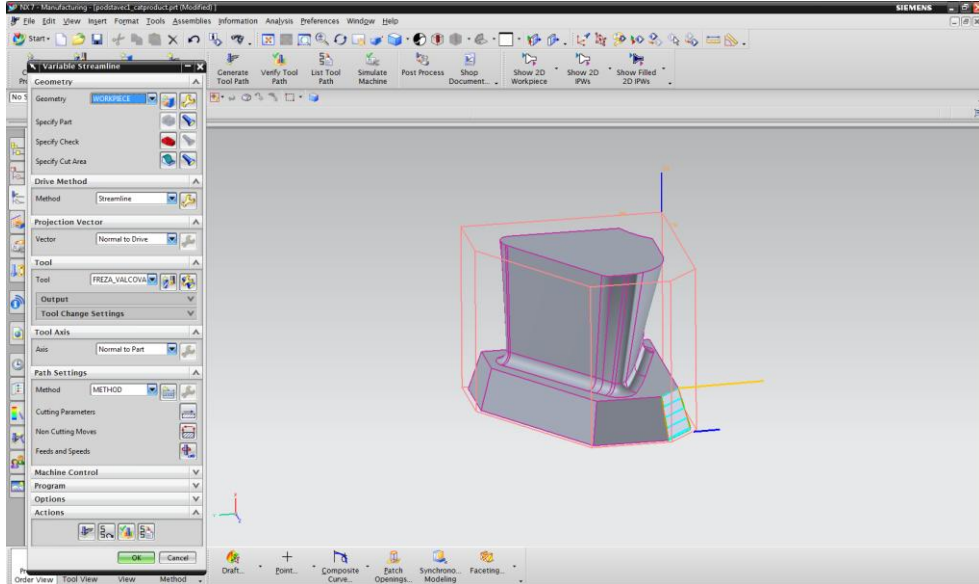 NX 7 - Manufacturing - [podstavec1_catproduct.prt (Modified) ]
SIEMENS
File Edit View Insert Format Tools Assemblies Information Analysis Preferences Window Help
Start
Generate Tool Path
Verify Tool Path
List Tool Path
Simulate Machine
Post Process
Shop Document...
Show 2D Workpiece
Show 2D IPWs
Show Filled 2D IPWs
Variable Streamline
Geometry
Geometry WORKPIECE
Specify Part
Specify Check
Specify Cut Area
Drive Method
Method Streamline
Projection Vector
Vector Normal to Drive
Tool
Tool FREZA_VALCOVA
Output
Tool Change Settings
Tool Axis
Axis Normal to Part
Path Settings
Method METHOD
Cutting Parameters
Non Cutting Moves
Feeds and Speeds
Machine Control
Program
Options
Actions
OK Cancel
Draft...
Point...
Composite Curve...
Patch Openings...
Synchrono... Modeling
Faceting...
Order View Tool View View Method